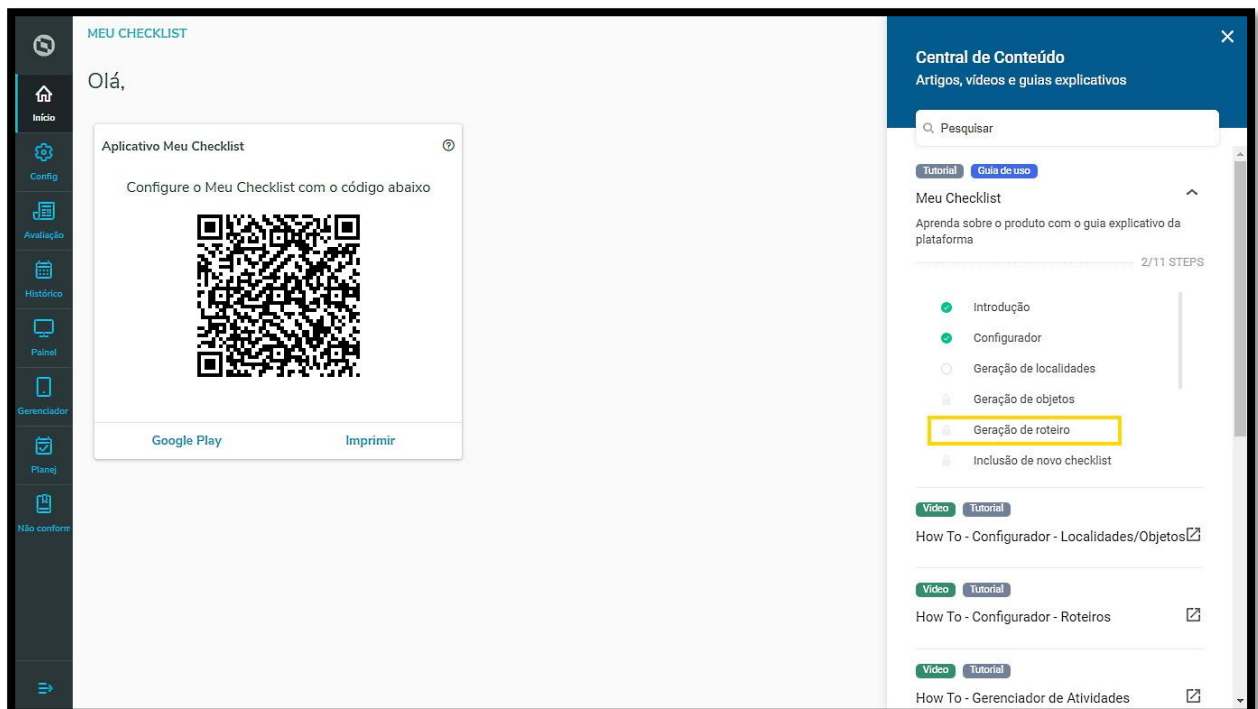 MEU CHECKLIST
Olá,
Início
Config
Avaliação
Histórico
Painel
Gerenciador
Planej
Não conform
Aplicativo Meu Checklist
Configure o Meu Checklist com o código abaixo
Google Play
Imprimir
Central de Conteúdo
Artigos, vídeos e guias explicativos
Pesquisar
Tutorial Guia de uso
Meu Checklist
Aprenda sobre o produto com o guia explicativo da
plataforma
2/11 STEPS
Introdução
Configurador
Geração de localidades
Geração de objetos
Geração de roteiro
Inclusão de novo checklist
Video Tutorial
How To - Configurador - Localidades/Objetos
Video Tutorial
How To - Configurador - Roteiros
Video Tutorial
How To - Gerenciador de Atividades